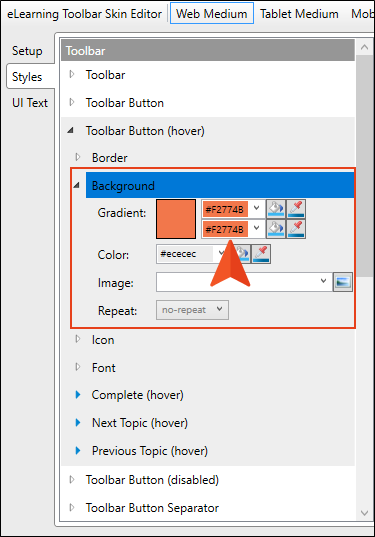 eLearning Toolbar Skin Editor Web Medium Tablet Medium
Setup
Styles
UI Text
Toolbar
Toolbar
Toolbar Button
Toolbar Button (hover)
Border
Background
Gradient: #F2774B
#F2774B
Color: #ececec
Image:
Repeat: no-repeat
Icon
Font
Complete (hover)
Next Topic (hover)
Previous Topic (hover)
Toolbar Button (disabled)
Toolbar Button Separator